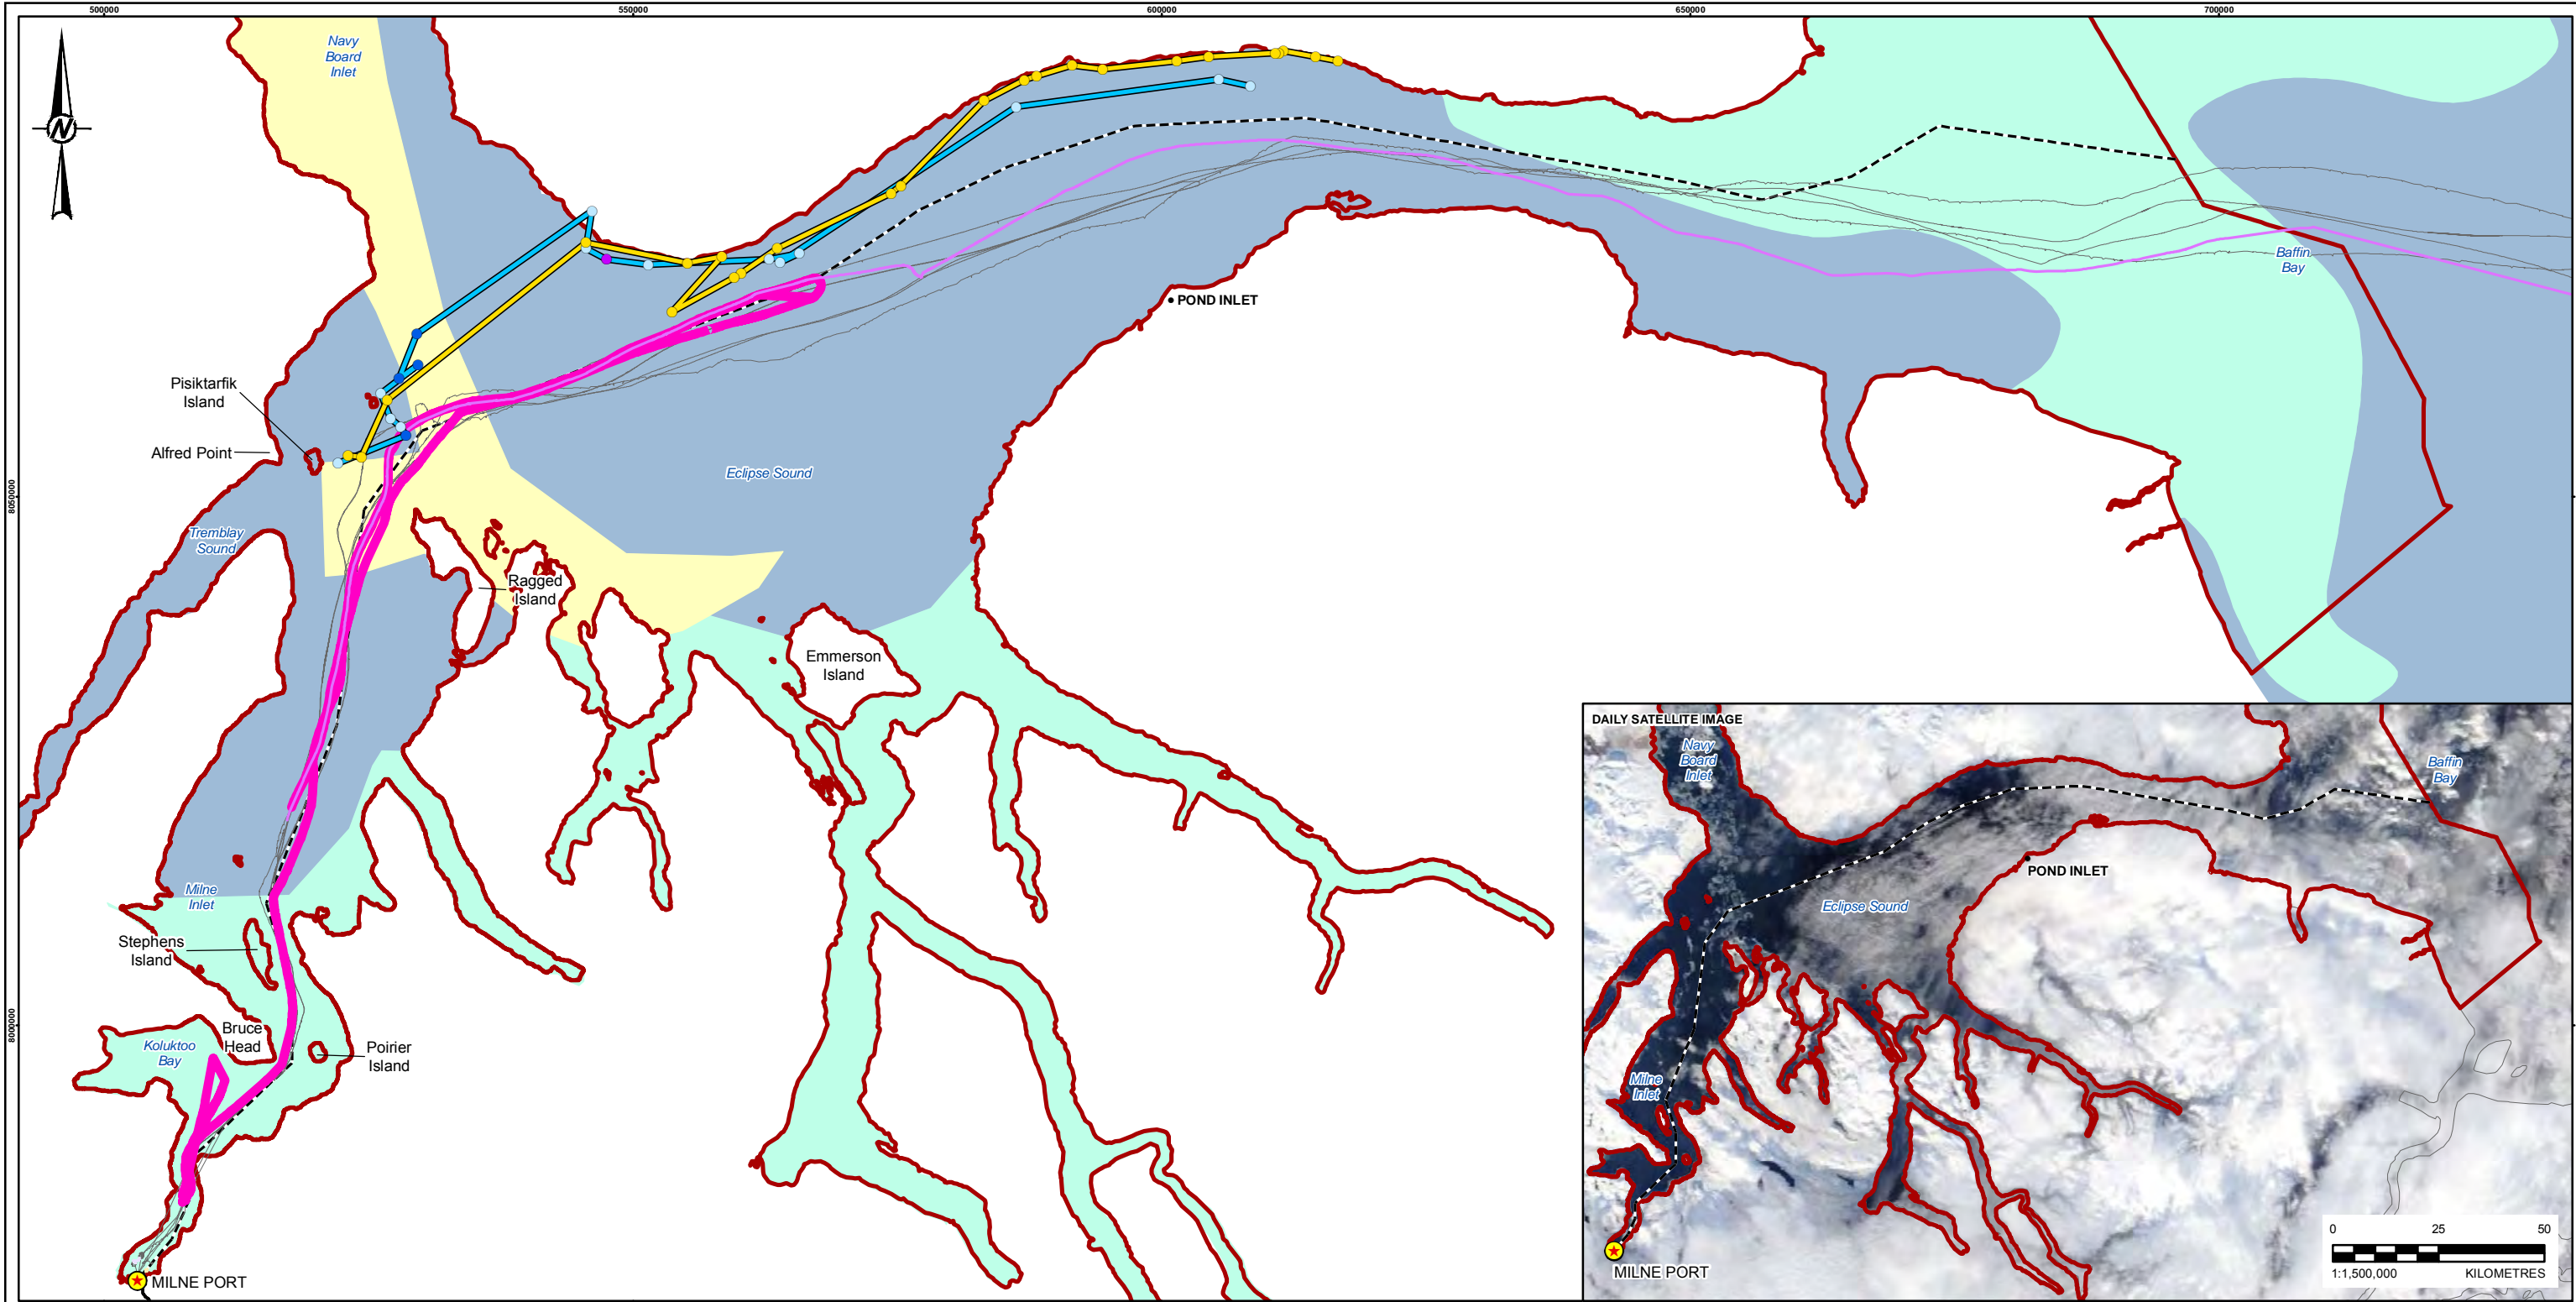 500000
550000
600000
650000
700000
Navy
Board
Inlet
N
Baffin
Bay
POND INLET
Pisiktarfik
Island
Alfred Point
8050000
Eclipse Sound
Tremblay
Sound
Ragged
Island
Emmerson
Island
Milne
Inlet
Stephens
Island
8000000
Bruce
Head
Koluktoo
Bay
Poirier
Island
MILNE PORT
DAILY SATELLITE IMAGE
Navy
Board
Inlet
Baffin
Bay
POND INLET
Eclipse Sound
Milne
Inlet
MILNE PORT
0
25
50
1:1,500,000
KILOMETRES